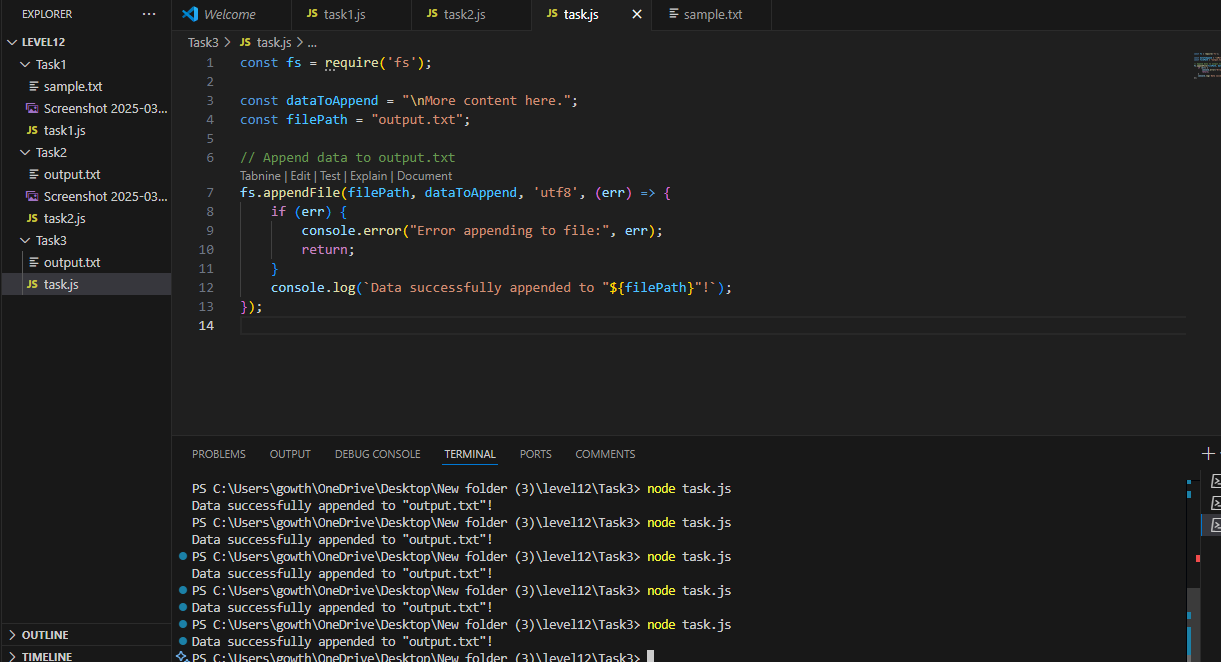 EXPLORER
...
LEVEL12
Task1
sample.txt
Screenshot 2025-03...
JS task1.js
Task2
output.txt
Screenshot 2025-03...
JS task2.js
Task3
output.txt
JS task.js
OUTLINE
TIMELINE
Welcome
JS task1.js
JS task2.js
JS task.js
sample.txt
Task3 > JS task.js > ...
1 const fs = require('fs');
2
3 const dataToAppend = "\nMore content here.";
4 const filePath = "output.txt";
5
6 // Append data to output.txt
Tabnine | Edit | Test | Explain | Document
7 fs.appendFile(filePath, dataToAppend, 'utf8', (err) => {
8 if (err) {
9 console.error("Error appending to file:", err);
10 return;
11 }
12 console.log(`Data successfully appended to "${filePath}"!`);
13 });
14
PROBLEMS OUTPUT DEBUG CONSOLE TERMINAL PORTS COMMENTS
PS C:\Users\gowth\OneDrive\Desktop\New folder (3)\level12\Task3> node task.js
Data successfully appended to "output.txt"!
PS C:\Users\gowth\OneDrive\Desktop\New folder (3)\level12\Task3> node task.js
Data successfully appended to "output.txt"!
PS C:\Users\gowth\OneDrive\Desktop\New folder (3)\level12\Task3> node task.js
Data successfully appended to "output.txt"!
PS C:\Users\gowth\OneDrive\Desktop\New folder (3)\level12\Task3> node task.js
Data successfully appended to "output.txt"!
PS C:\Users\gowth\OneDrive\Desktop\New folder (3)\level12\Task3> node task.js
Data successfully appended to "output.txt"!
PS C:\Users\gowth\OneDrive\Desktop\New folder (3)\level12\Task3>